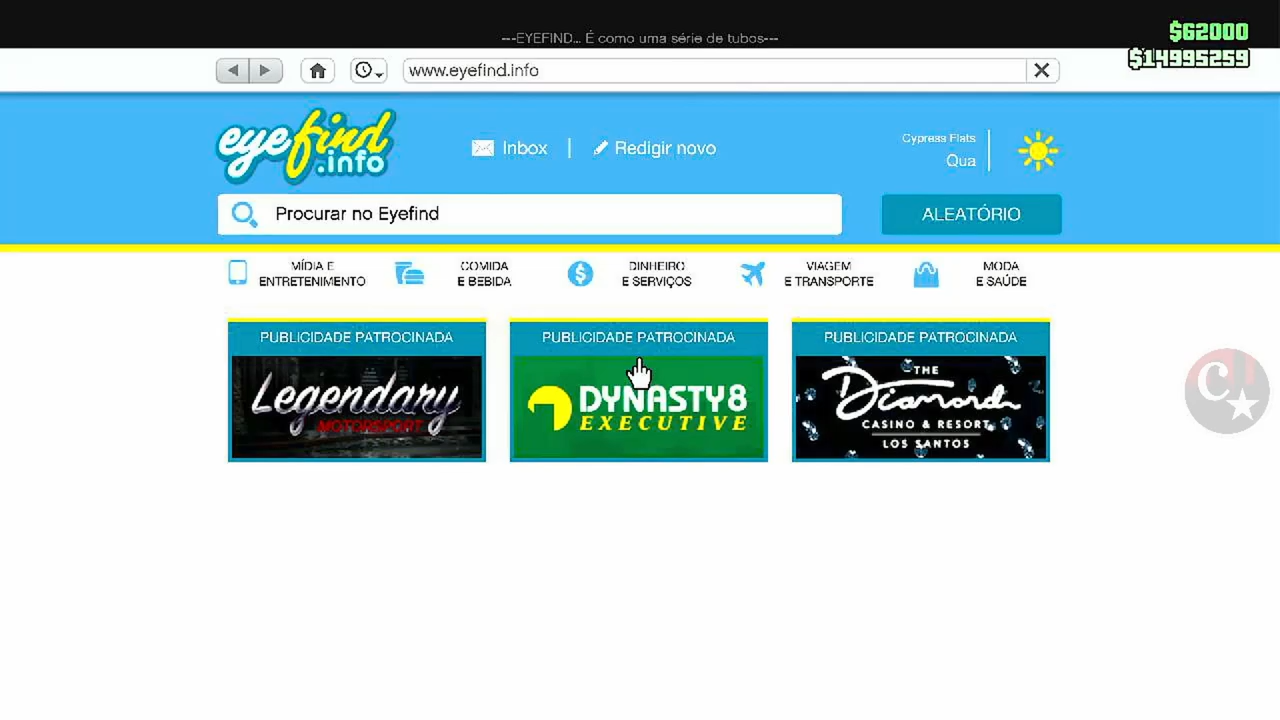 ---EYEFIND... É como uma série de tubos---
$62000
$14995259
www.eyefind.info
eyefind
.info
Inbox
Redigir novo
Cypress Flats
Qua
Procurar no Eyefind
ALEATÓRIO
MÍDIA E
ENTRETENIMENTO
COMIDA
E BEBIDA
DINHEIRO
E SERVIÇOS
VIAGEM
E TRANSPORTE
MODA
E SAÚDE
PUBLICIDADE PATROCINADA
Legendary
MOTORSPORT
PUBLICIDADE PATROCINADA
DYNASTY8
EXECUTIVE
PUBLICIDADE PATROCINADA
THE
Diamond
CASINO & RESORT
LOS SANTOS
C